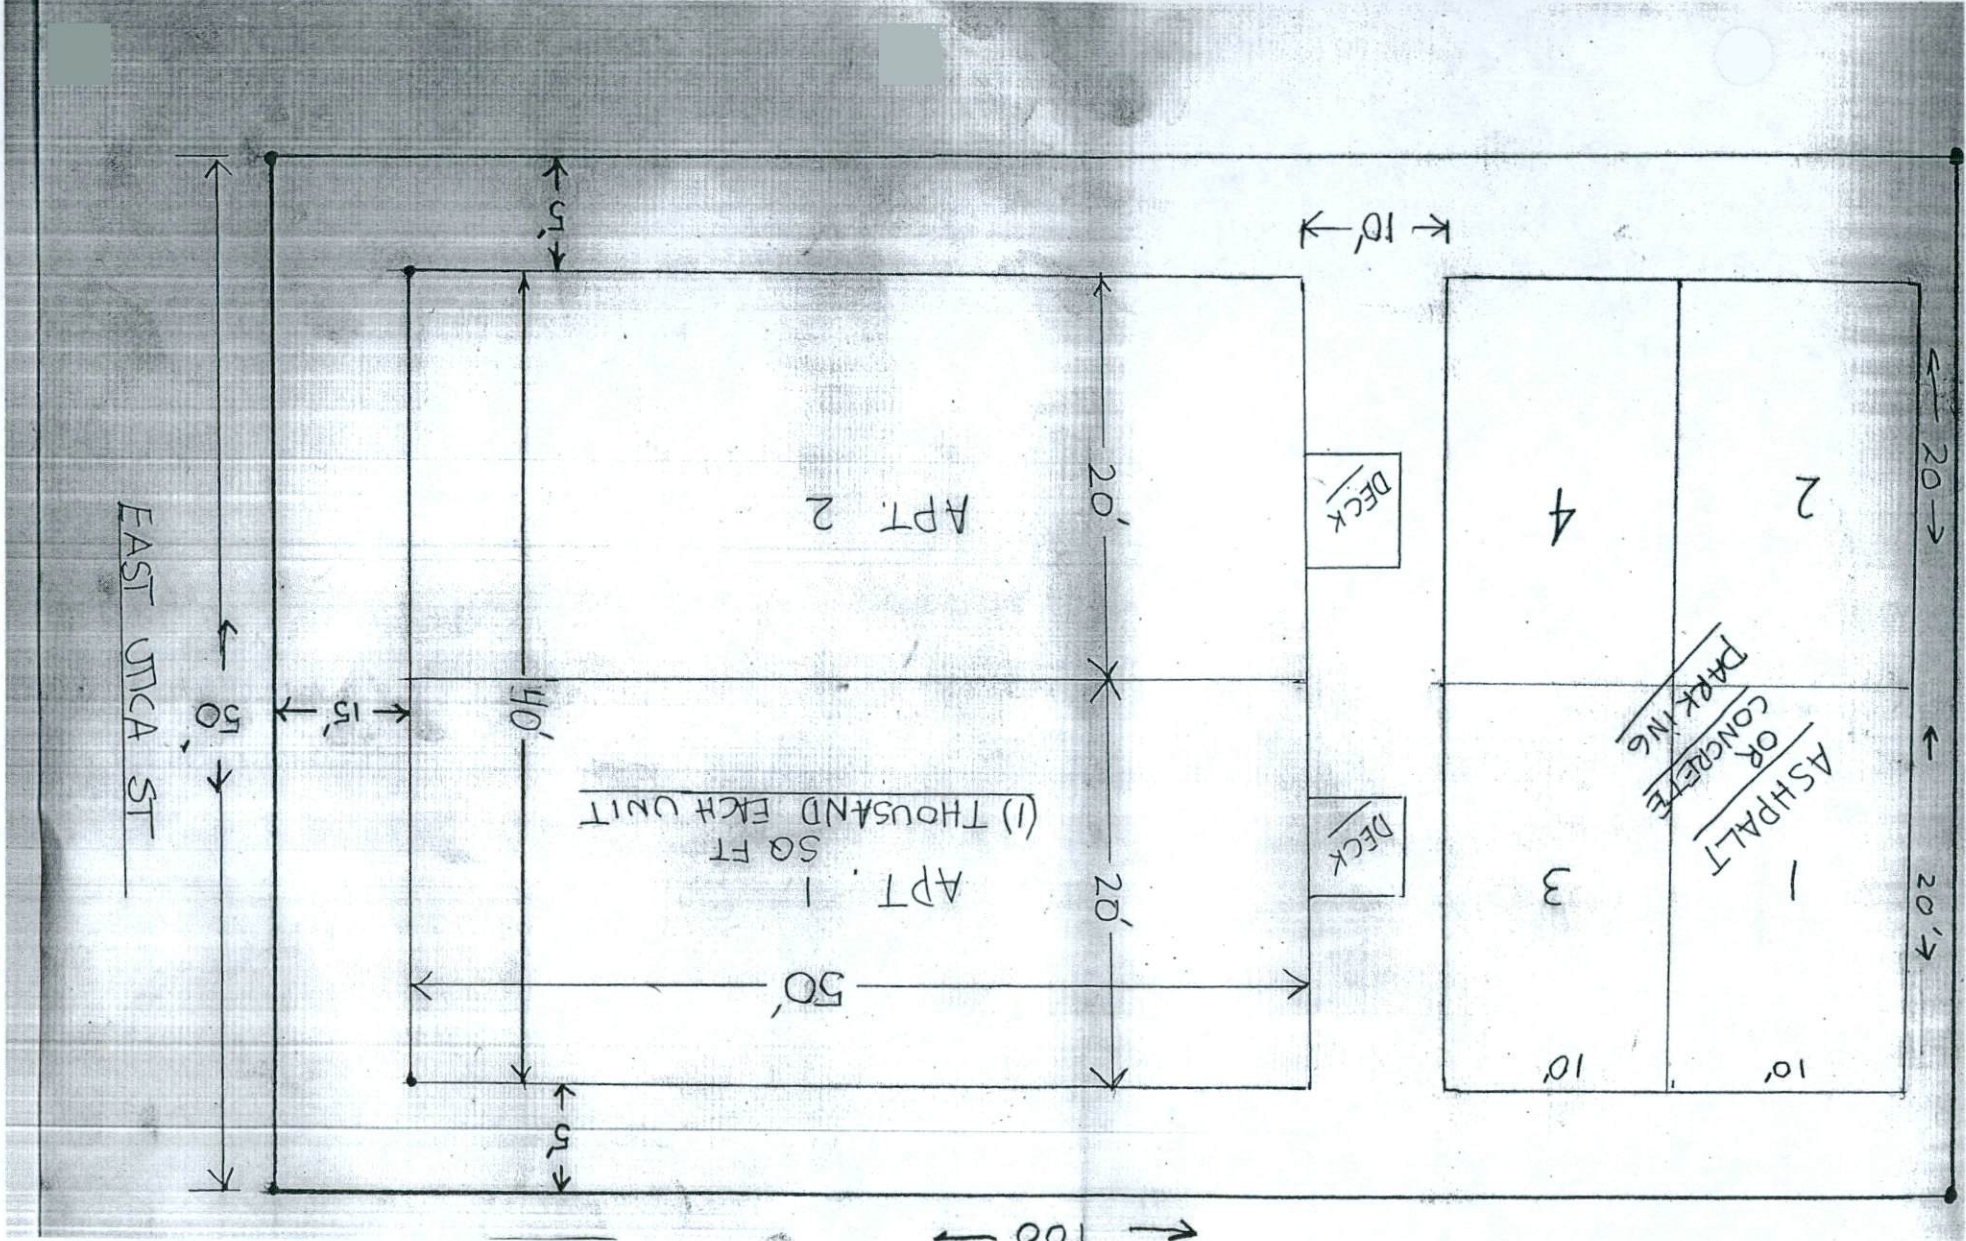 EAST UTICA ST
50'
15'
5'
40'
5'
APT. 2
20'
APT. 1
SQ FT
(1) THOUSAND EACH UNIT
20'
50'
DECK
DECK
10'
4
2
3
1
ASHPALT
OR
CONCRETE
PARKING
10'
10'
20
20'
100